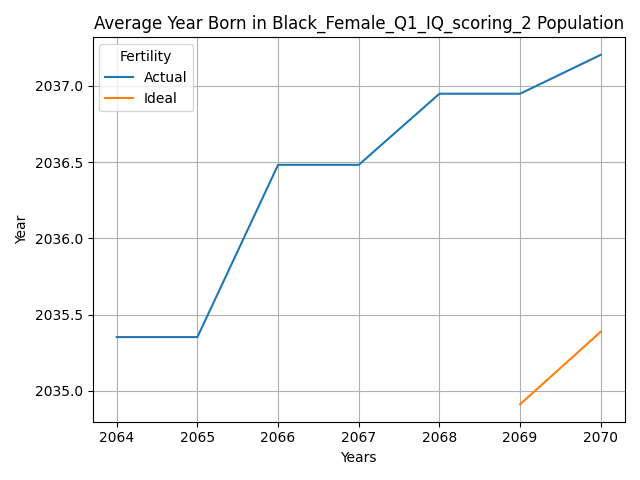 Average Year Born in Black_Female_Q1_IQ_scoring_2 Population
Fertility
Actual
Ideal
2037.0
2036.5
2036.0
2035.5
2035.0
Year
2064 2065 2066 2067 2068 2069 2070
Years